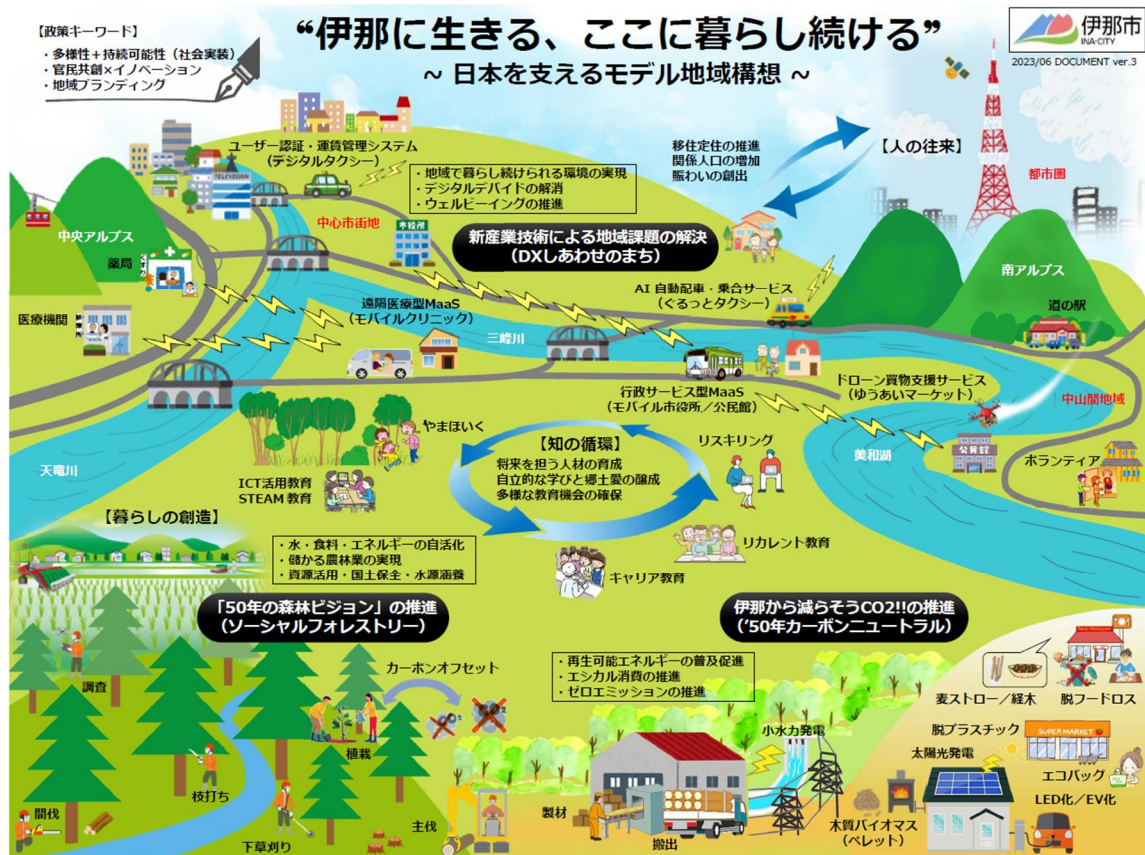 【政策キーワード】
・多様性＋持続可能性（社会実装）
・官民共創×イノベーション
・地域ブランディング
“伊那に生きる、ここに暮らし続ける”
~ 日本を支えるモデル地域構想 ~
伊那市
INA-CITY
2023/06 DOCUMENT ver.3
ユーザー認証・運賃管理システム
（デジタルタクシー）
・地域で暮らし続けられる環境の実現
・デジタルデバイドの解消
・ウェルビーイングの推進
移住定住の推進
関係人口の増加
賑わいの創出
【人の往来】
都市圏
TELEVISION
中心市街地
市役所
新産業技術による地域課題の解決
（DXしあわせのまち）
中央アルプス
薬局
医療機関
遠隔医療型MaaS
（モバイルクリニック）
三峰川
AI 自動配車・乗合サービス
（ぐるっとタクシー）
南アルプス
道の駅
行政サービス型MaaS
（モバイル市役所／公民館）
ドローン買物支援サービス
（ゆうあいマーケット）
中山間地域
公民館
美和湖
ボランティア
天竜川
やまほいく
ICT活用教育
STEAM 教育
【知の循環】
将来を担う人材の育成
自立的な学びと郷土愛の醸成
多様な教育機会の確保
リスキリング
リカレント教育
キャリア教育
【暮らしの創造】
・水・食料・エネルギーの自活化
・儲かる農林業の実現
・資源活用・国土保全・水源涵養
「50年の森林ビジョン」の推進
（ソーシャルフォレストリー）
伊那から減らそうCO2!!の推進
（’50年カーボンニュートラル）
・再生可能エネルギーの普及促進
・エシカル消費の推進
・ゼロエミッションの推進
カーボンオフセット
調査
植栽
枝打ち
間伐
下草刈り
主伐
製材
搬出
小水力発電
木質バイオマス
（ペレット）
麦ストロー／経木
脱フードロス
脱プラスチック
SUPER MARKET
太陽光発電
エコバッグ
LED化／EV化